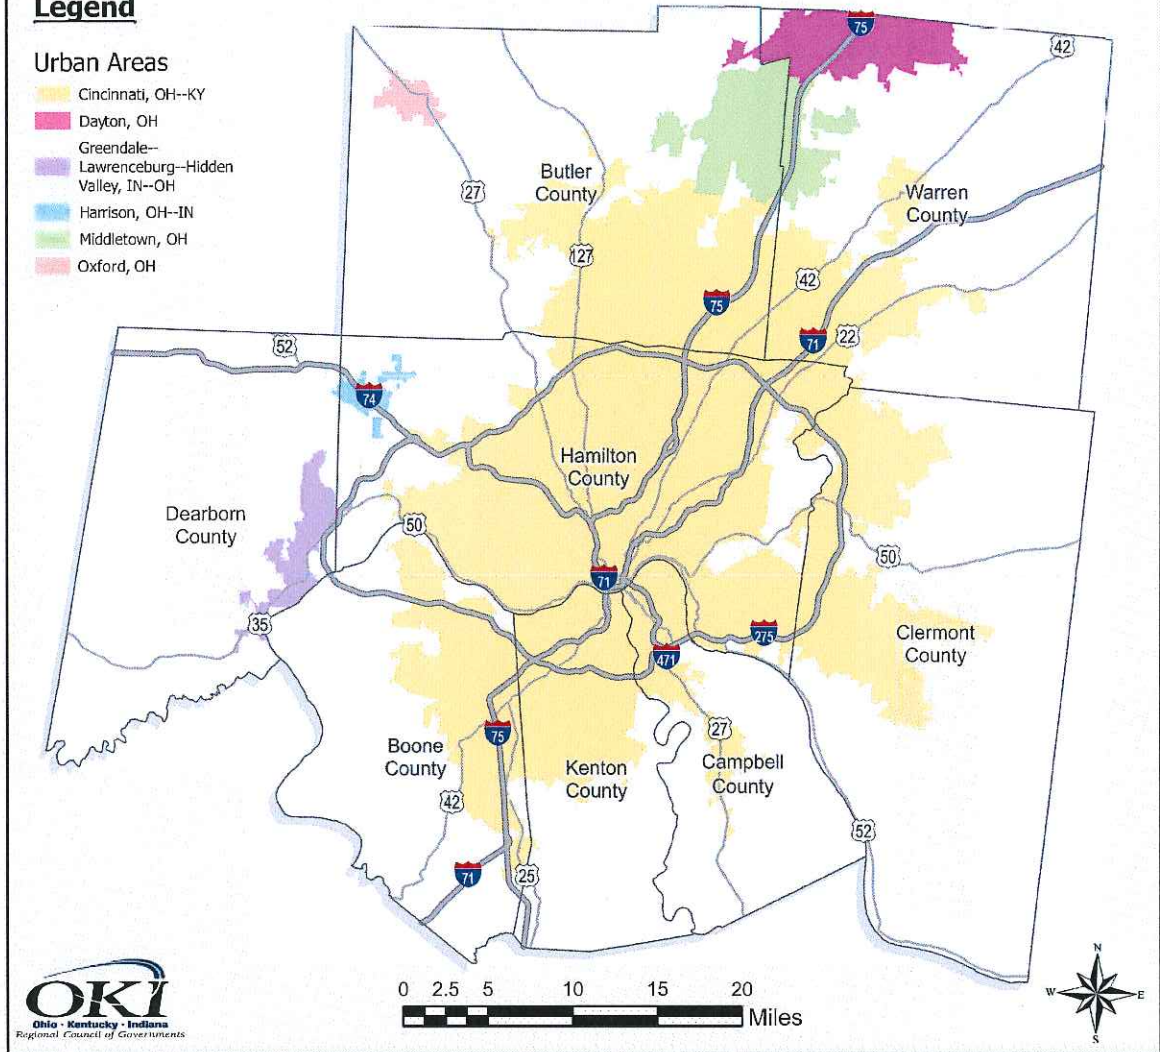 Legend
Urban Areas
Cincinnati, OH--KY
Dayton, OH
Greendale--
Lawrenceburg--Hidden
Valley, IN--OH
Harrison, OH--IN
Middletown, OH
Oxford, OH
75
42
Butler
County
27
Warren
County
127
42
75
71
22
52
74
Hamilton
County
Dearborn
County
50
50
71
35
275
Clermont
County
471
75
27
Boone
County
Kenton
County
Campbell
County
42
52
71
25
OKI
Ohio · Kentucky · Indiana
Regional Council of Governments
0 2.5 5 10 15 20
Miles
N
W E
S